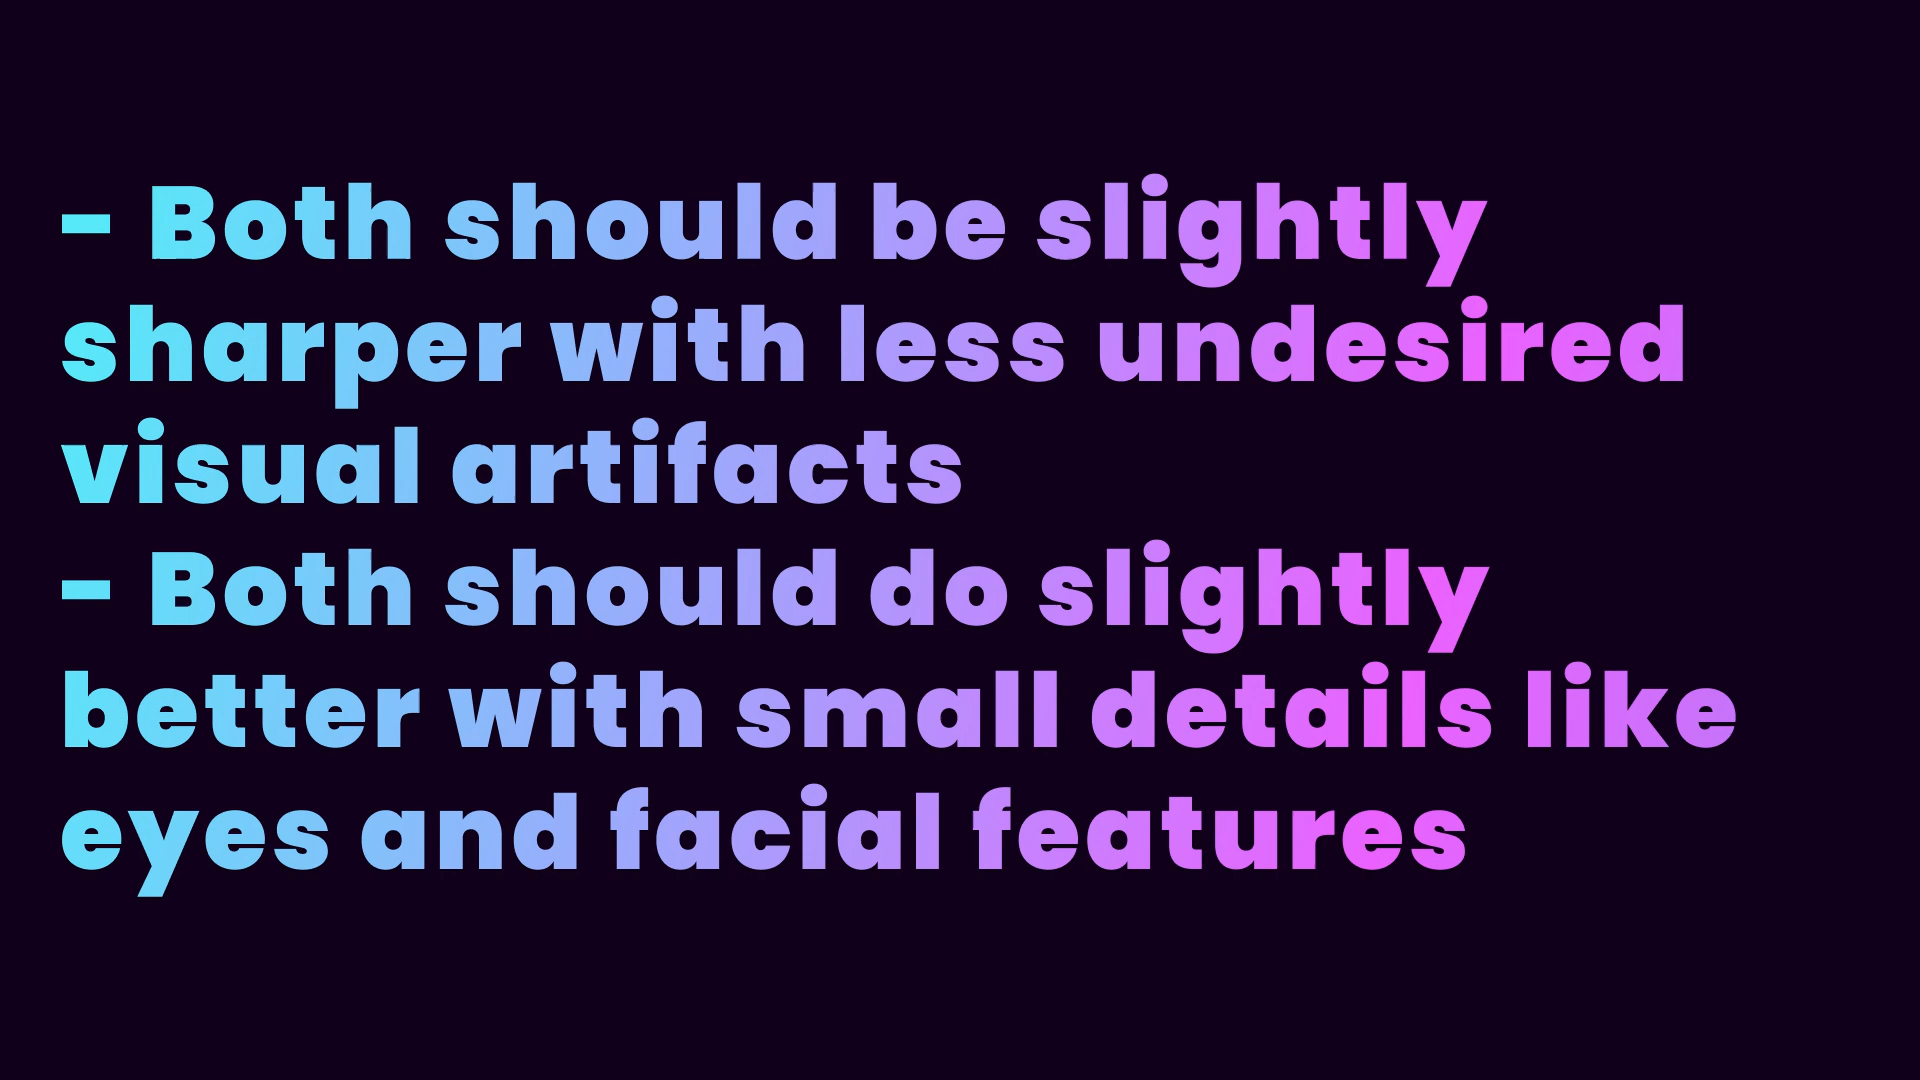 - Both should be slightly
sharper with less undesired
visual artifacts
- Both should do slightly
better with small details like
eyes and facial features